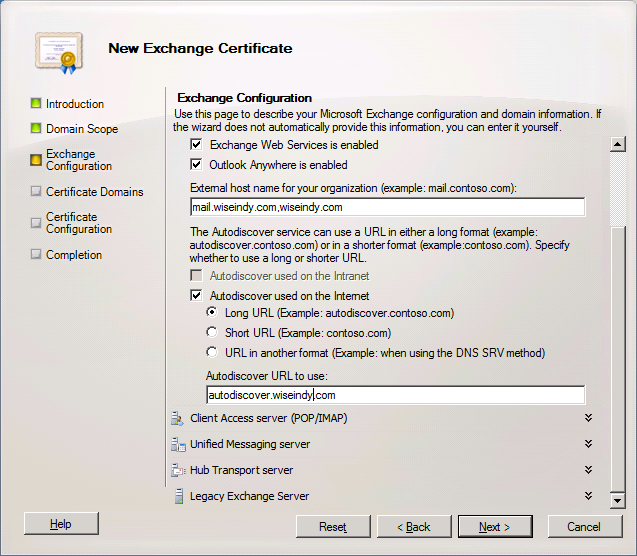 New Exchange Certificate
Introduction
Domain Scope
Exchange
Configuration
Certificate Domains
Certificate
Configuration
Completion
Exchange Configuration
Use this page to describe your Microsoft Exchange configuration and domain information. If
the wizard does not automatically provide this information, you can enter it yourself.
Exchange Web Services is enabled
Outlook Anywhere is enabled
External host name for your organization (example: mail.contoso.com):
mail.wiseindy.com,wiseindy.com
The Autodiscover service can use a URL in either a long format (example:
autodiscover.contoso.com) or in a shorter format (example:contoso.com). Specify
whether to use a long or shorter URL.
Autodiscover used on the Intranet
Autodiscover used on the Internet
Long URL (Example: autodiscover.contoso.com)
Short URL (Example: contoso.com)
URL in another format (Example: when using the DNS SRV method)
Autodiscover URL to use:
autodiscover.wiseindy.com
Client Access server (POP/IMAP)
Unified Messaging server
Hub Transport server
Legacy Exchange Server
Help
Reset
< Back
Next >
Cancel